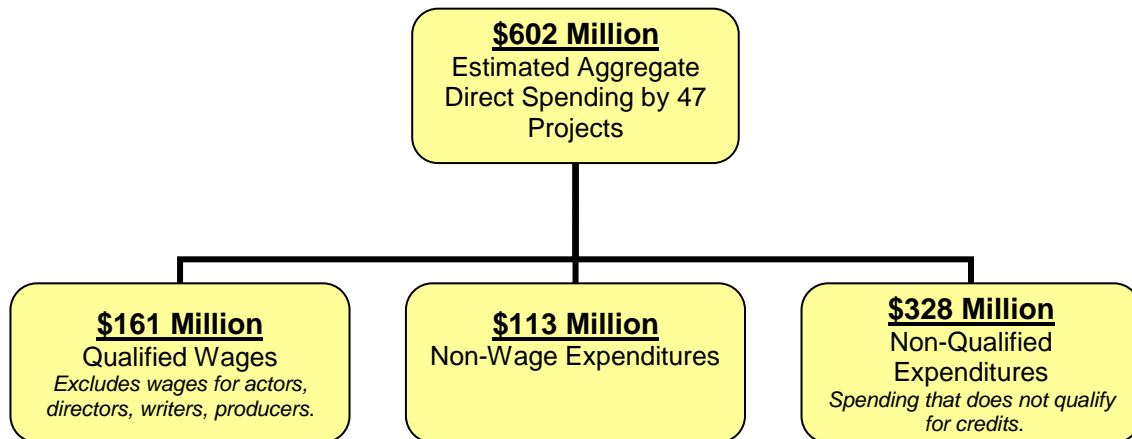 $602 Million
Estimated Aggregate
Direct Spending by 47
Projects
$161 Million
Qualified Wages
Excludes wages for actors,
directors, writers, producers.
$113 Million
Non-Wage Expenditures
$328 Million
Non-Qualified
Expenditures
Spending that does not qualify
for credits.